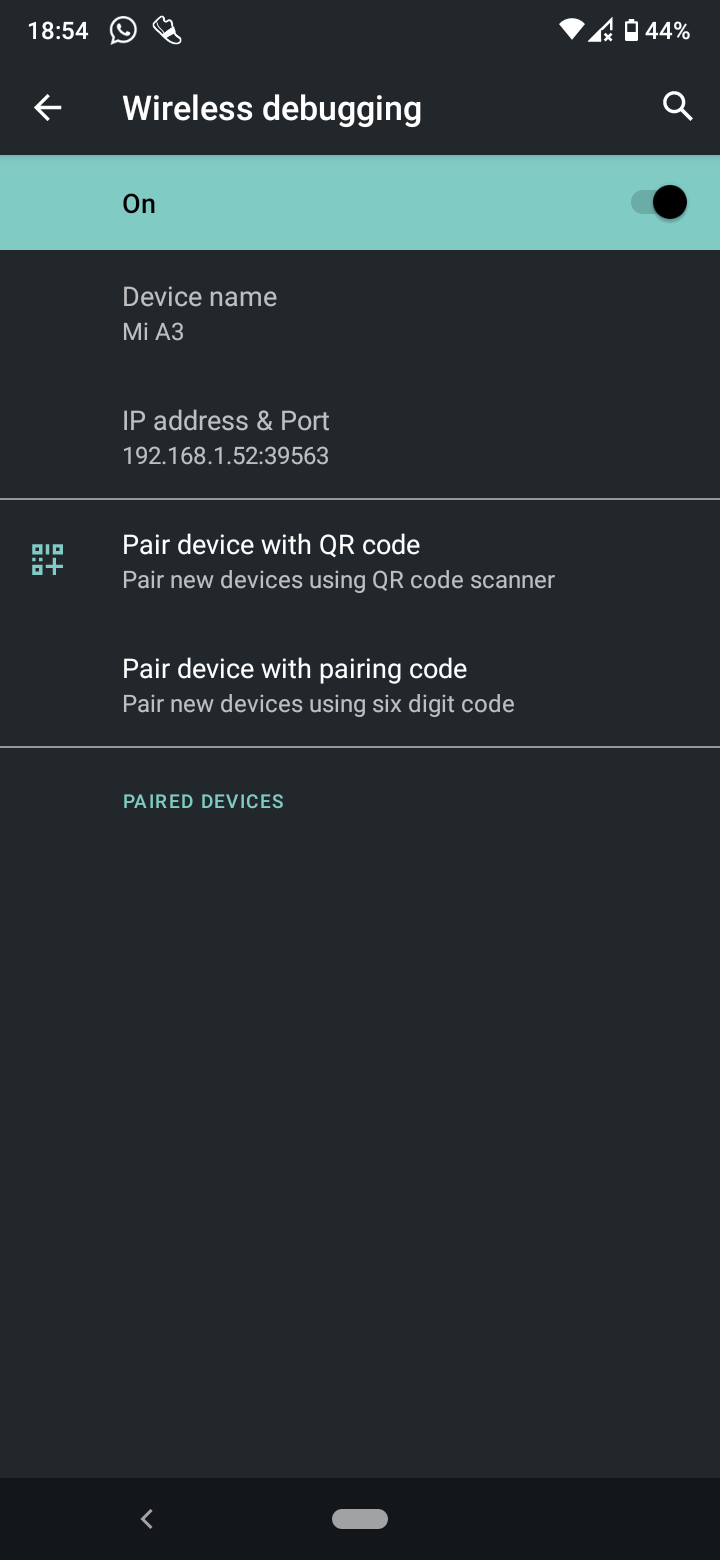 18:54 44%
Wireless debugging
On
Device name
Mi A3
IP address & Port
192.168.1.52:39563
Pair device with QR code
Pair new devices using QR code scanner
Pair device with pairing code
Pair new devices using six digit code
PAIRED DEVICES